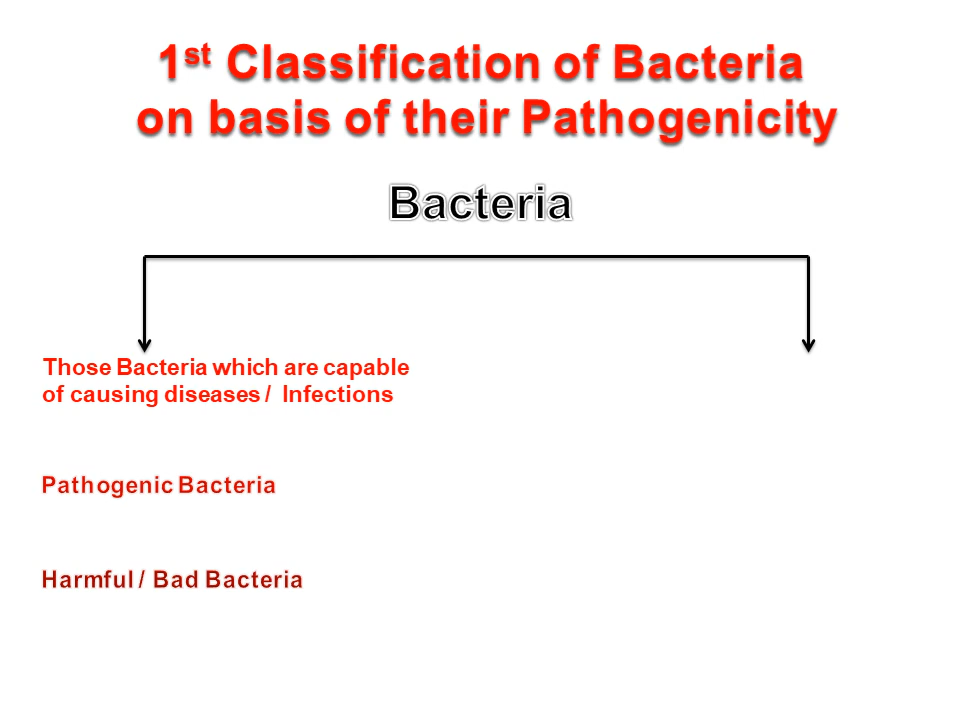 1st Classification of Bacteria
on basis of their Pathogenicity
Bacteria
Those Bacteria which are capable
of causing diseases / Infections
Pathogenic Bacteria
Harmful / Bad Bacteria